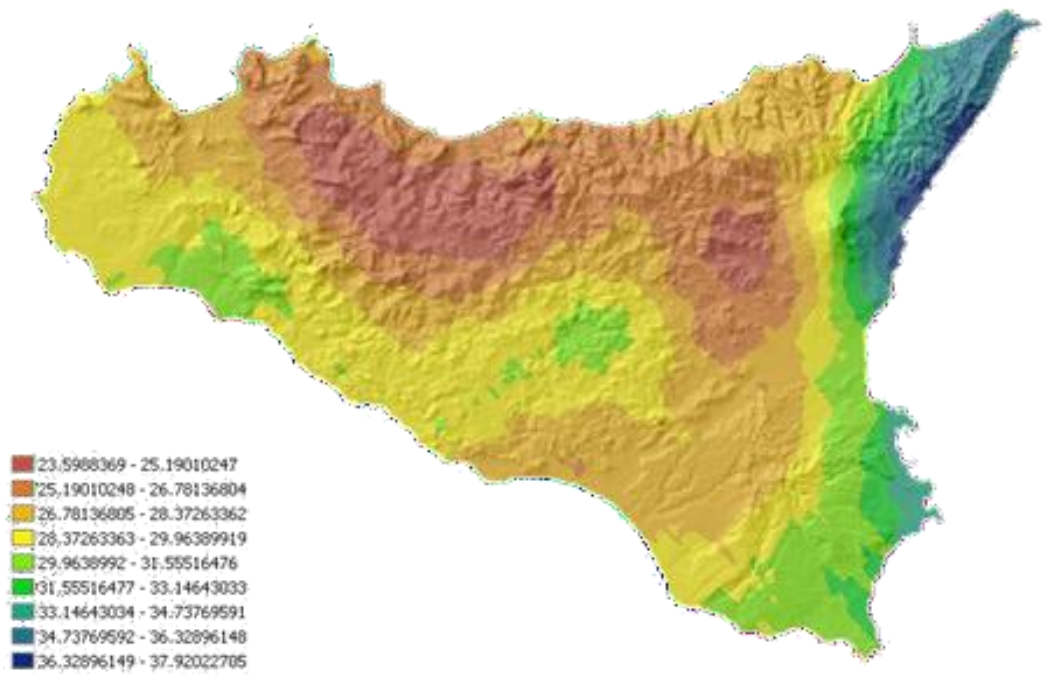 23.5988369 - 25.19010247
25.19010248 - 26.78136804
26.78136805 - 28.37263362
28.37263363 - 29.96389919
29.9638992 - 31.55516476
31.55516477 - 33.14643033
33.14643034 - 34.73769591
34.73769592 - 36.32896148
36.32896149 - 37.92022705